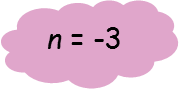 n = -3